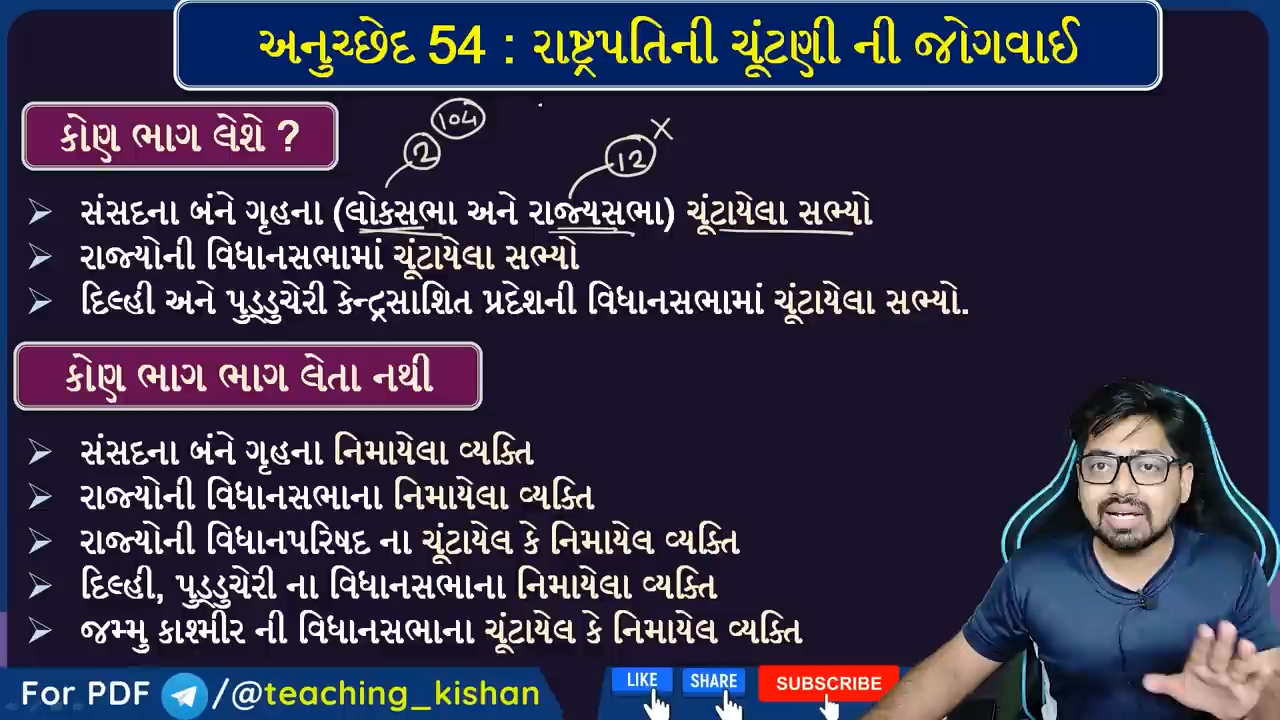 અનુચ્છેદ 54 : રાષ્ટ્રપતિની ચૂંટણી ની જોગવાઈ
કોણ ભાગ લેશે ?
104
2
12
X
સંસદના બંને ગૃહના (લોકસભા અને રાજ્યસભા) ચૂંટાયેલા સભ્યો
રાજ્યોની વિધાનસભામાં ચૂંટાયેલા સભ્યો
દિલ્હી અને પુડ્ડુચેરી કેન્દ્રસાશિત પ્રદેશની વિધાનસભામાં ચૂંટાયેલા સભ્યો.
કોણ ભાગ ભાગ લેતા નથી
સંસદના બંને ગૃહના નિમાયેલા વ્યક્તિ
રાજ્યોની વિધાનસભાના નિમાયેલા વ્યક્તિ
રાજ્યોની વિધાનપરિષદ ના ચૂંટાયેલ કે નિમાયેલ વ્યક્તિ
દિલ્હી, પુડ્ડુચેરી ના વિધાનસભાના નિમાયેલા વ્યક્તિ
જમ્મુ કાશ્મીર ની વિધાનસભાના ચૂંટાયેલ કે નિમાયેલ વ્યક્તિ
For PDF /@teaching_kishan
LIKE SHARE SUBSCRIBE